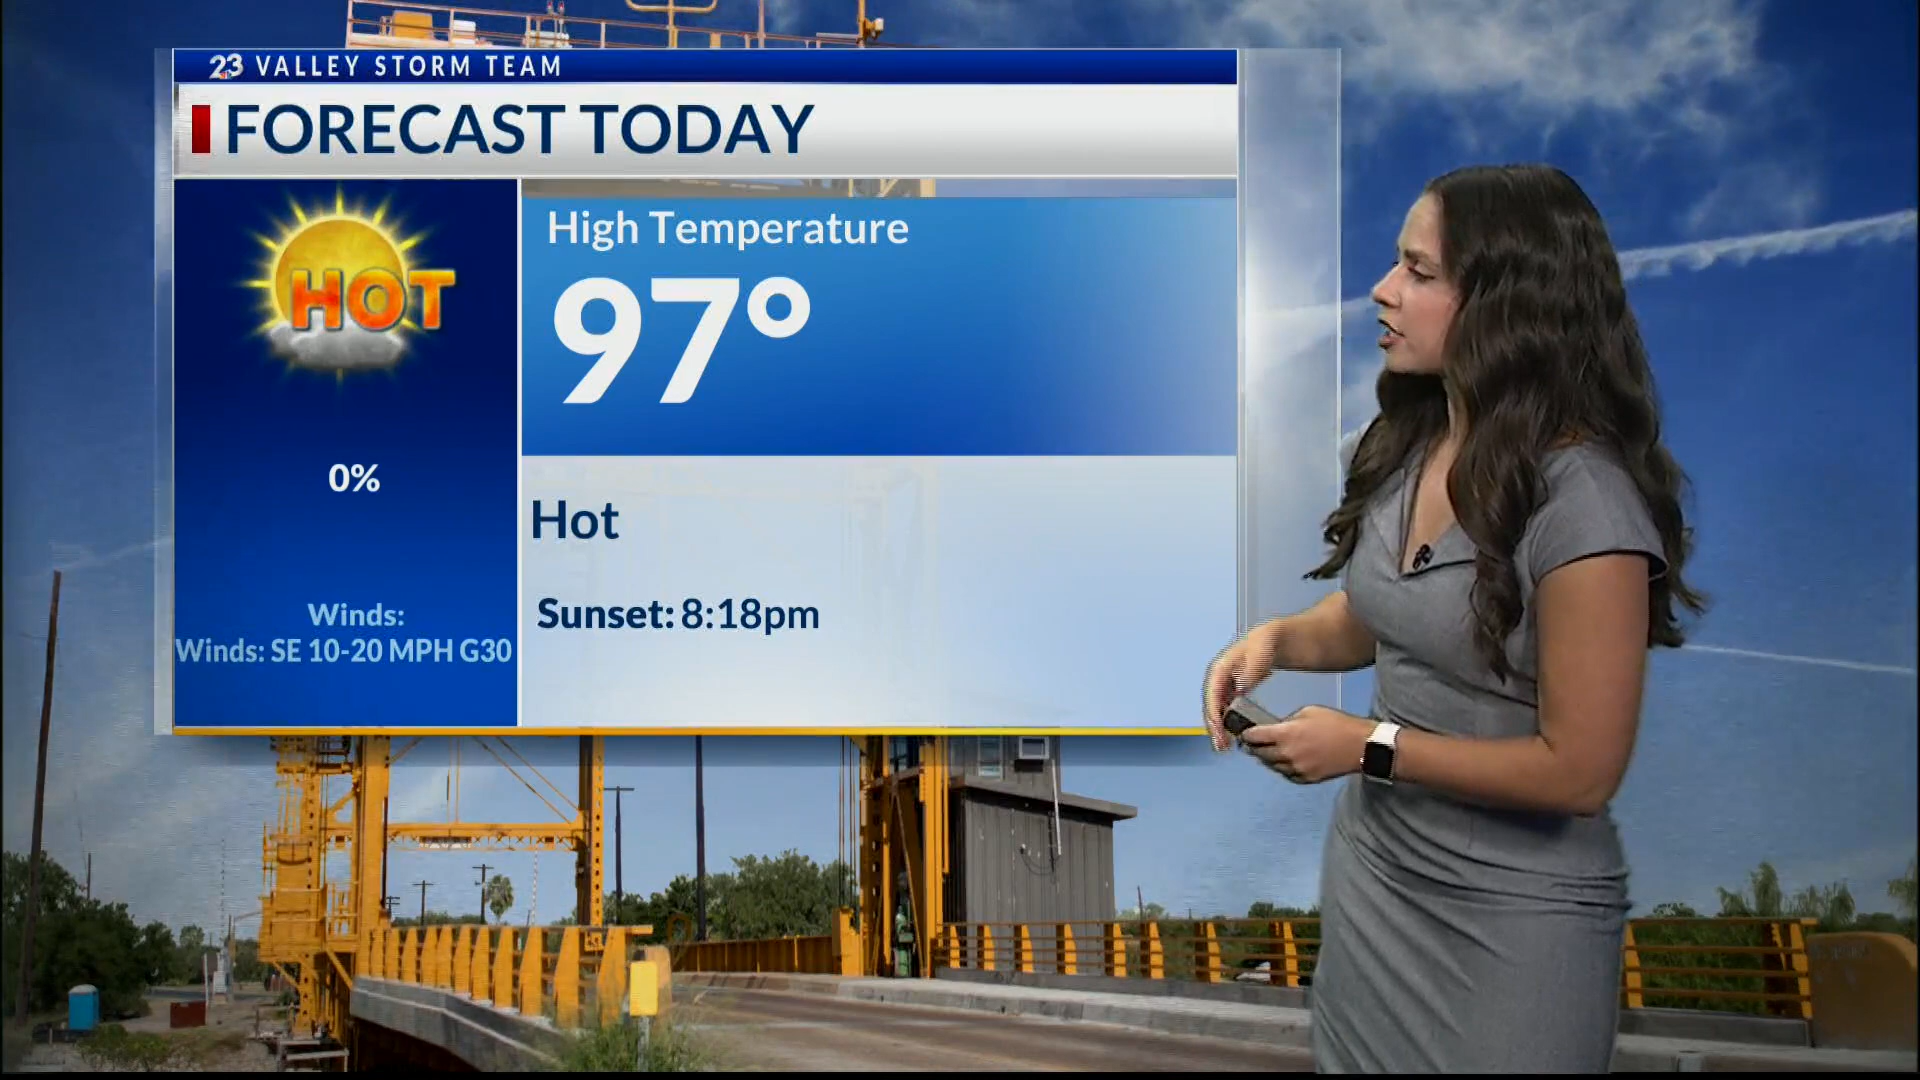 23 VALLEY STORM TEAM
FORECAST TODAY
HOT
0%
Winds:
Winds: SE 10-20 MPH G30
High Temperature
97°
Hot
Sunset: 8:18pm